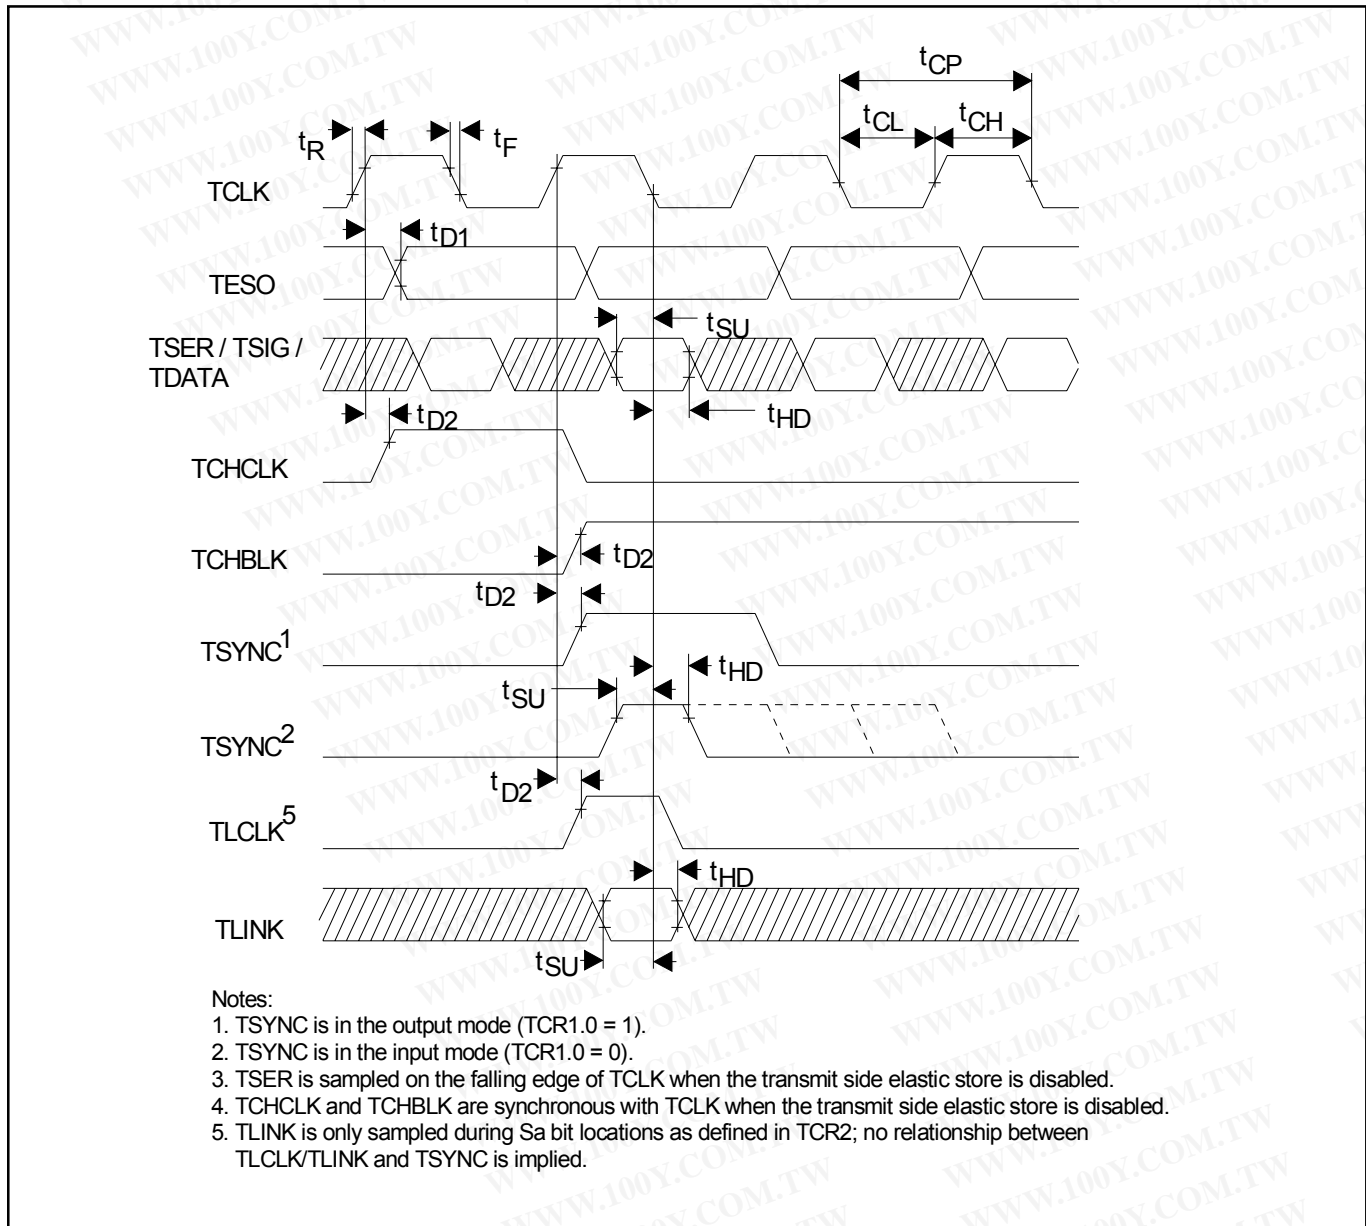 tCP
tCL tCH
tR tF
TCLK
tD1
TESO
tSU
TSER / TSIG /
TDATA
tD2 tHD
TCHCLK
TCHBLK tD2
tD2
TSYNC1
tHD
tSU
TSYNC2
tD2
TLCLK5
tHD
TLINK
tSU
Notes:
1. TSYNC is in the output mode (TCR1.0 = 1).
2. TSYNC is in the input mode (TCR1.0 = 0).
3. TSER is sampled on the falling edge of TCLK when the transmit side elastic store is disabled.
4. TCHCLK and TCHBLK are synchronous with TCLK when the transmit side elastic store is disabled.
5. TLINK is only sampled during Sa bit locations as defined in TCR2; no relationship between
TLCLK/TLINK and TSYNC is implied.
WWW.100Y.COM.TW